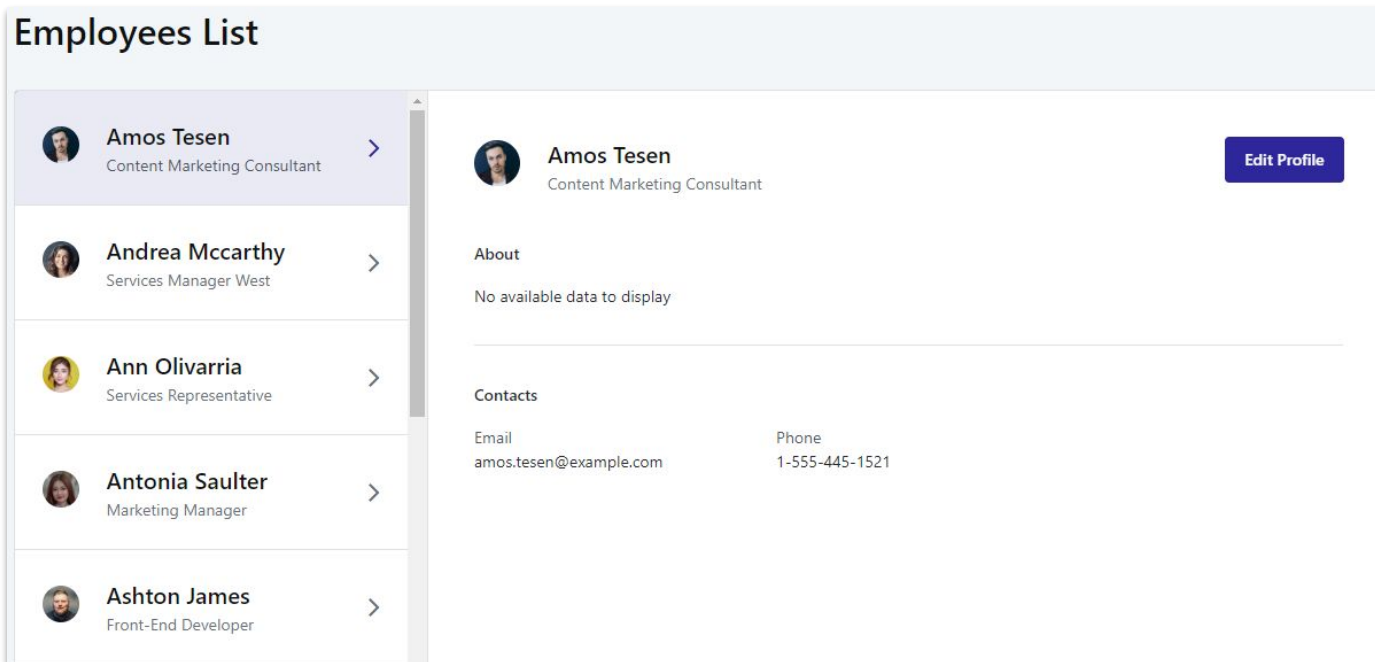 Employees List
Amos Tesen
Content Marketing Consultant
Andrea Mccarthy
Services Manager West
Ann Olivarria
Services Representative
Antonia Saulter
Marketing Manager
Ashton James
Front-End Developer
Amos Tesen
Content Marketing Consultant
Edit Profile
About
No available data to display
Contacts
Email Phone
amos.tesen@example.com 1-555-445-1521